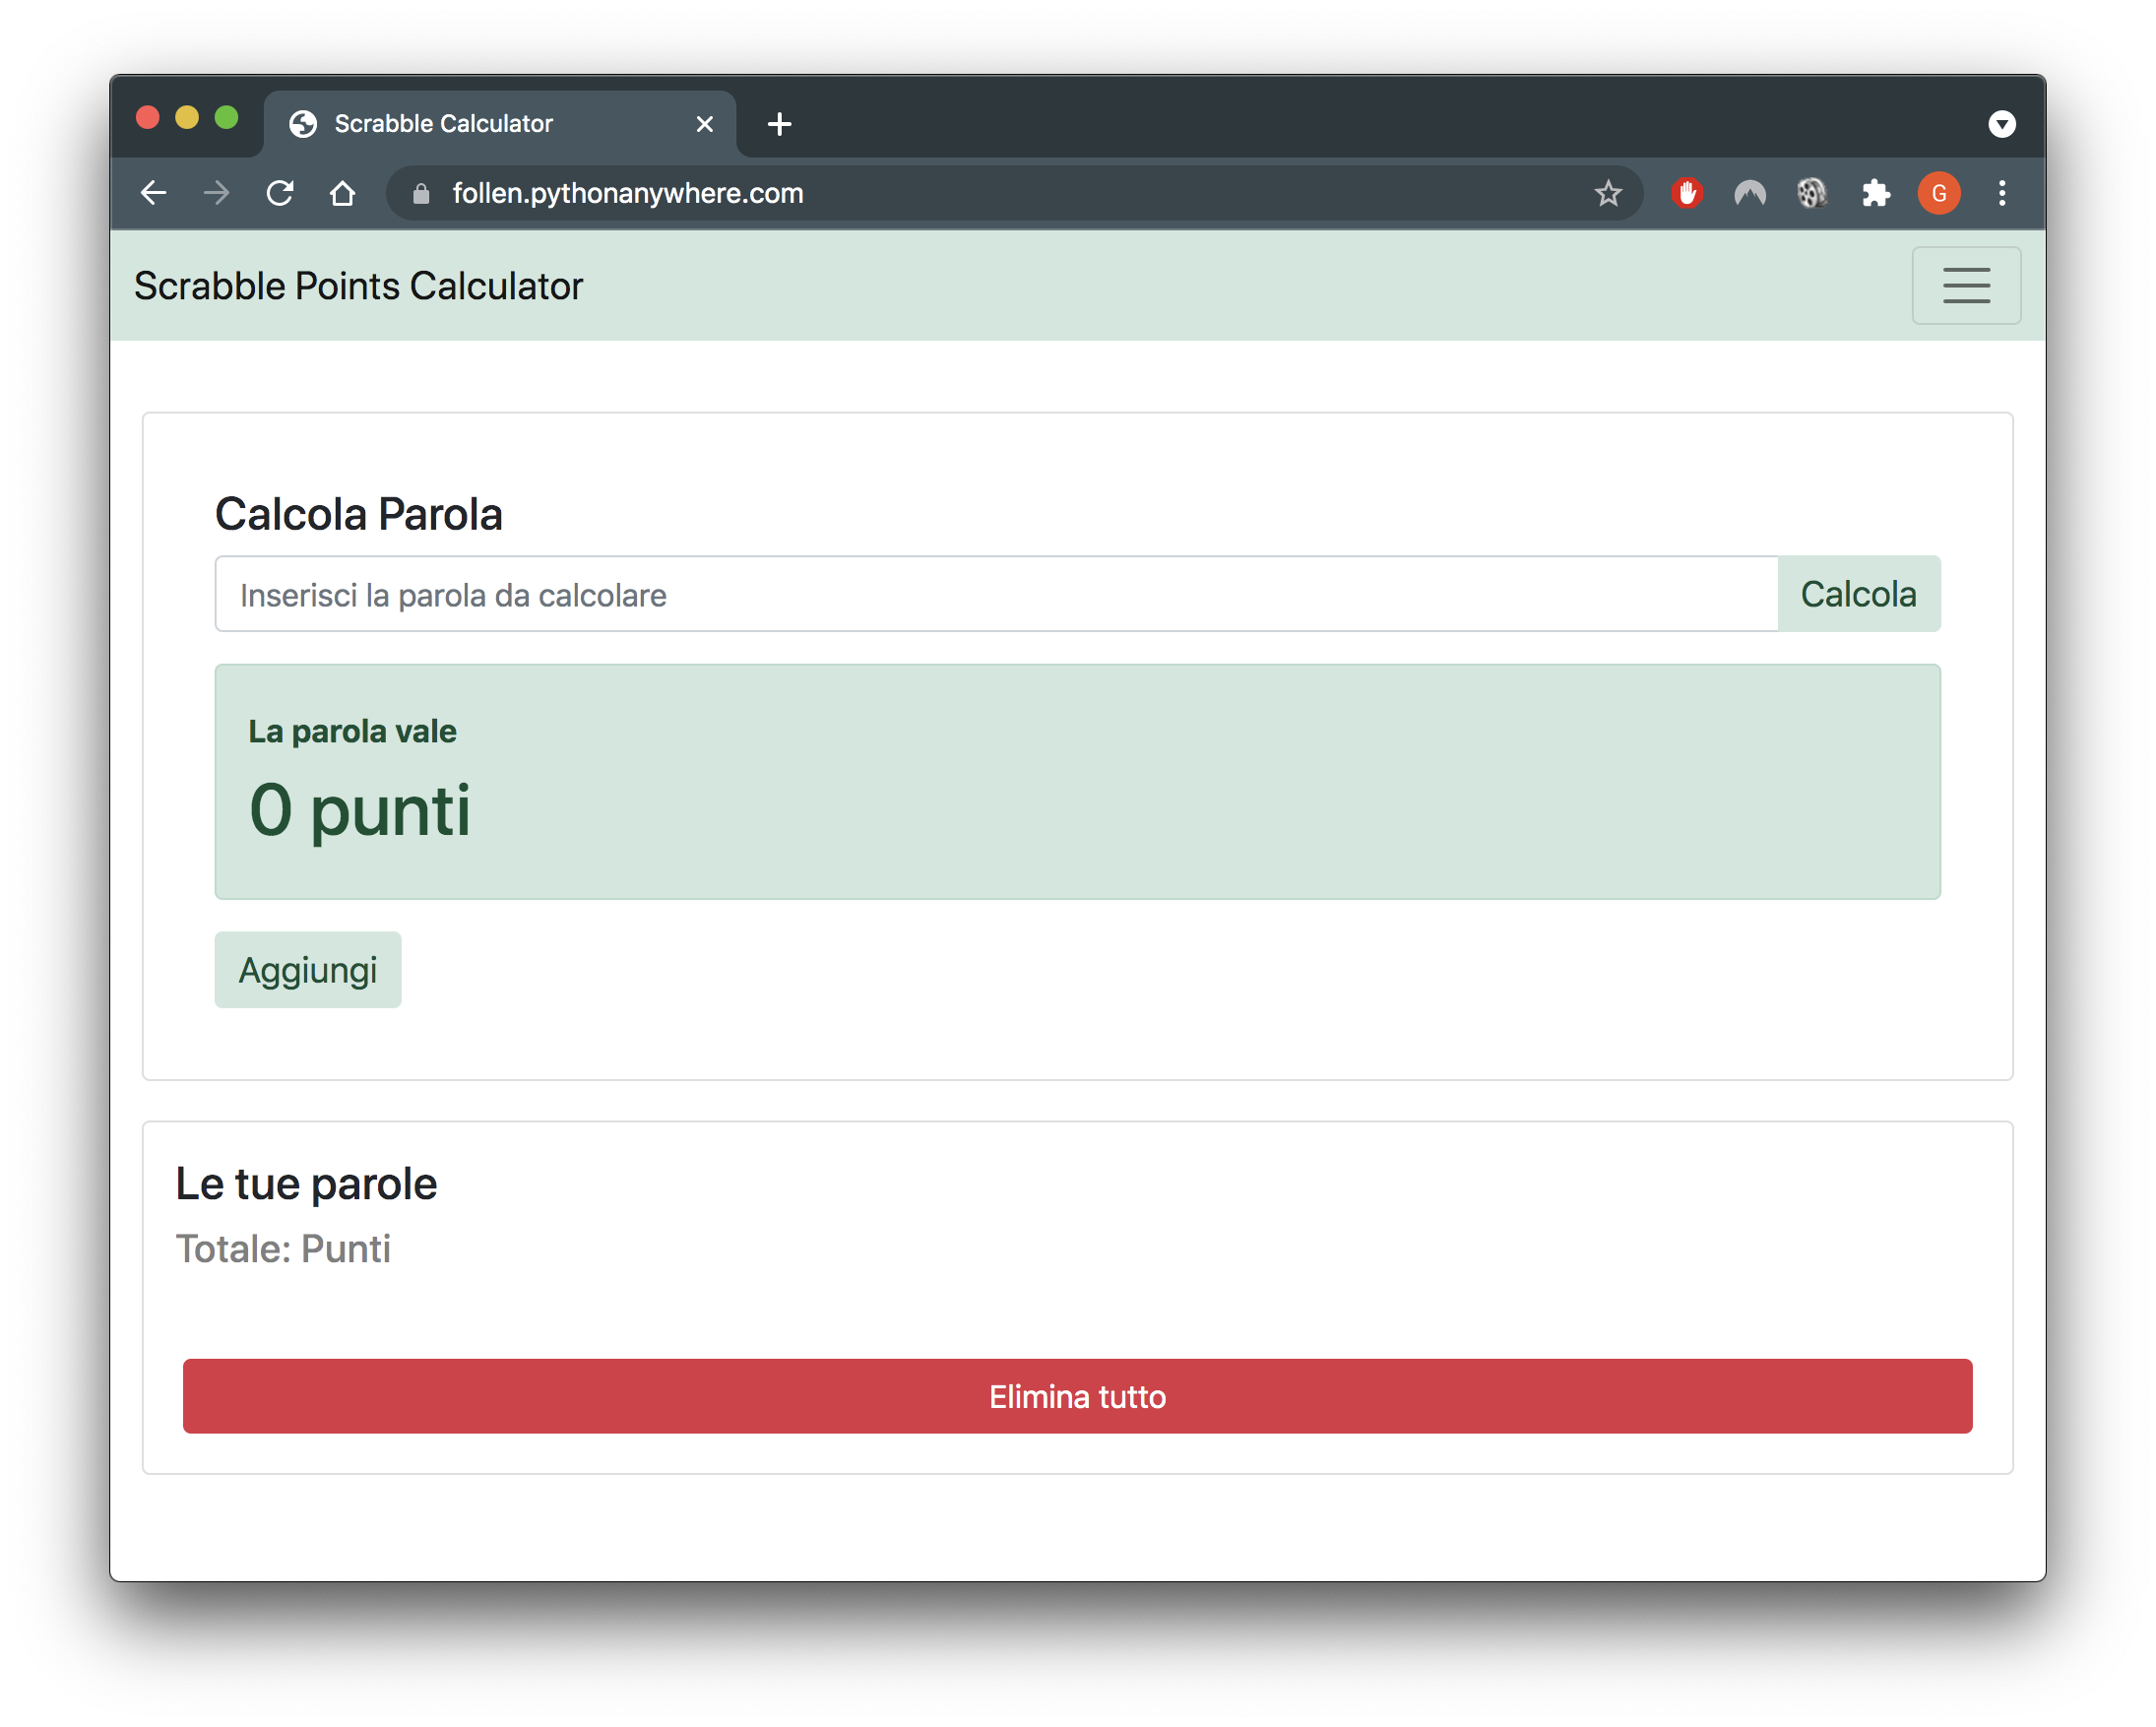 Scrabble Calculator
follen.pythonanywhere.com
G
Scrabble Points Calculator
Calcola Parola
Inserisci la parola da calcolare
Calcola
La parola vale
0 punti
Aggiungi
Le tue parole
Totale: Punti
Elimina tutto